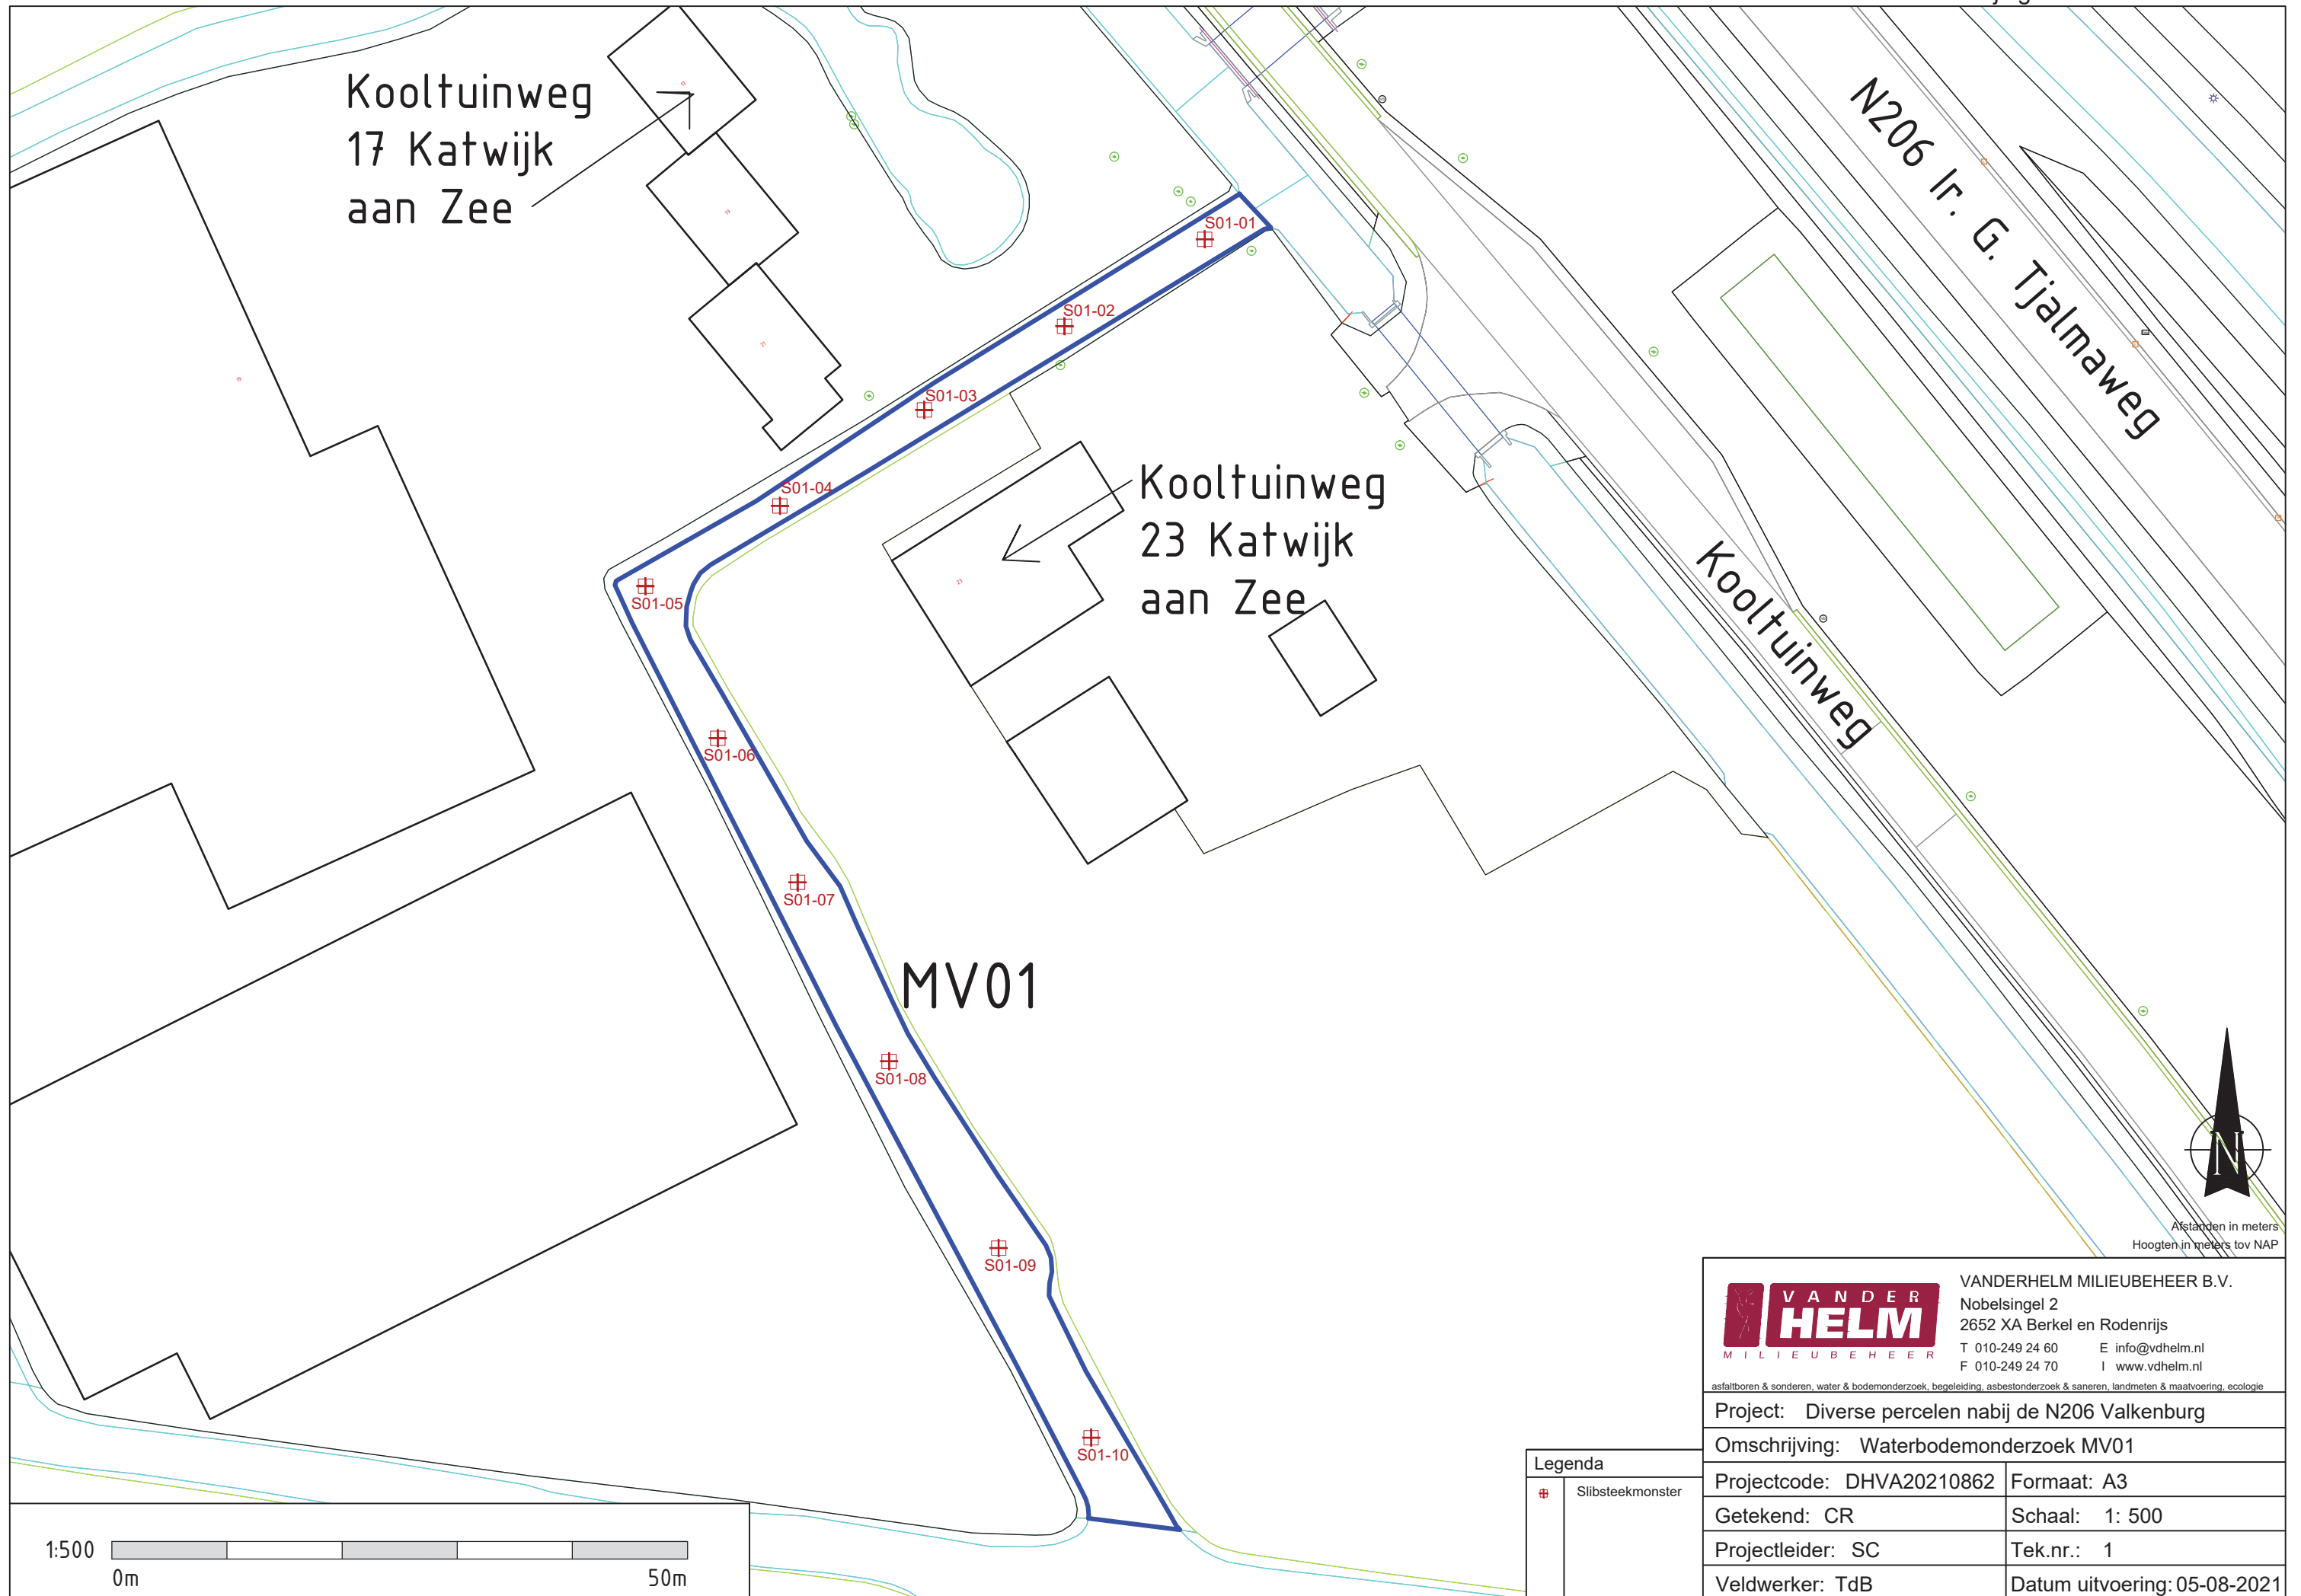 Kooltuinweg
17 Katwijk
aan Zee
N206 Ir. G. Tjalmaweg
S01-01
S01-02
S01-03
S01-04
S01-05
Kooltuinweg
23 Katwijk
aan Zee
Kooltuinweg
S01-06
S01-07
MV01
S01-08
S01-09
S01-10
N
Afstanden in meters
Hoogten in meters tov NAP
VANDER
HELM
MILIEUBEHEER
VANDERHELM MILIEUBEHEER B.V.
Nobelsingel 2
2652 XA Berkel en Rodenrijs
T 010-249 24 60 E info@vdhelm.nl
F 010-249 24 70 I www.vdhelm.nl
asfaltboren & sonderen, water & bodemonderzoek, begeleiding, asbestonderzoek & saneren, landmeten & maatvoering, ecologie
Project: Diverse percelen nabij de N206 Valkenburg
Omschrijving: Waterbodemonderzoek MV01
Projectcode: DHVA20210862 Formaat: A3
Getekend: CR Schaal: 1: 500
Projectleider: SC Tek.nr.: 1
Veldwerker: TdB Datum uitvoering: 05-08-2021
Legenda
Slibsteekmonster
1:500
0m 50m